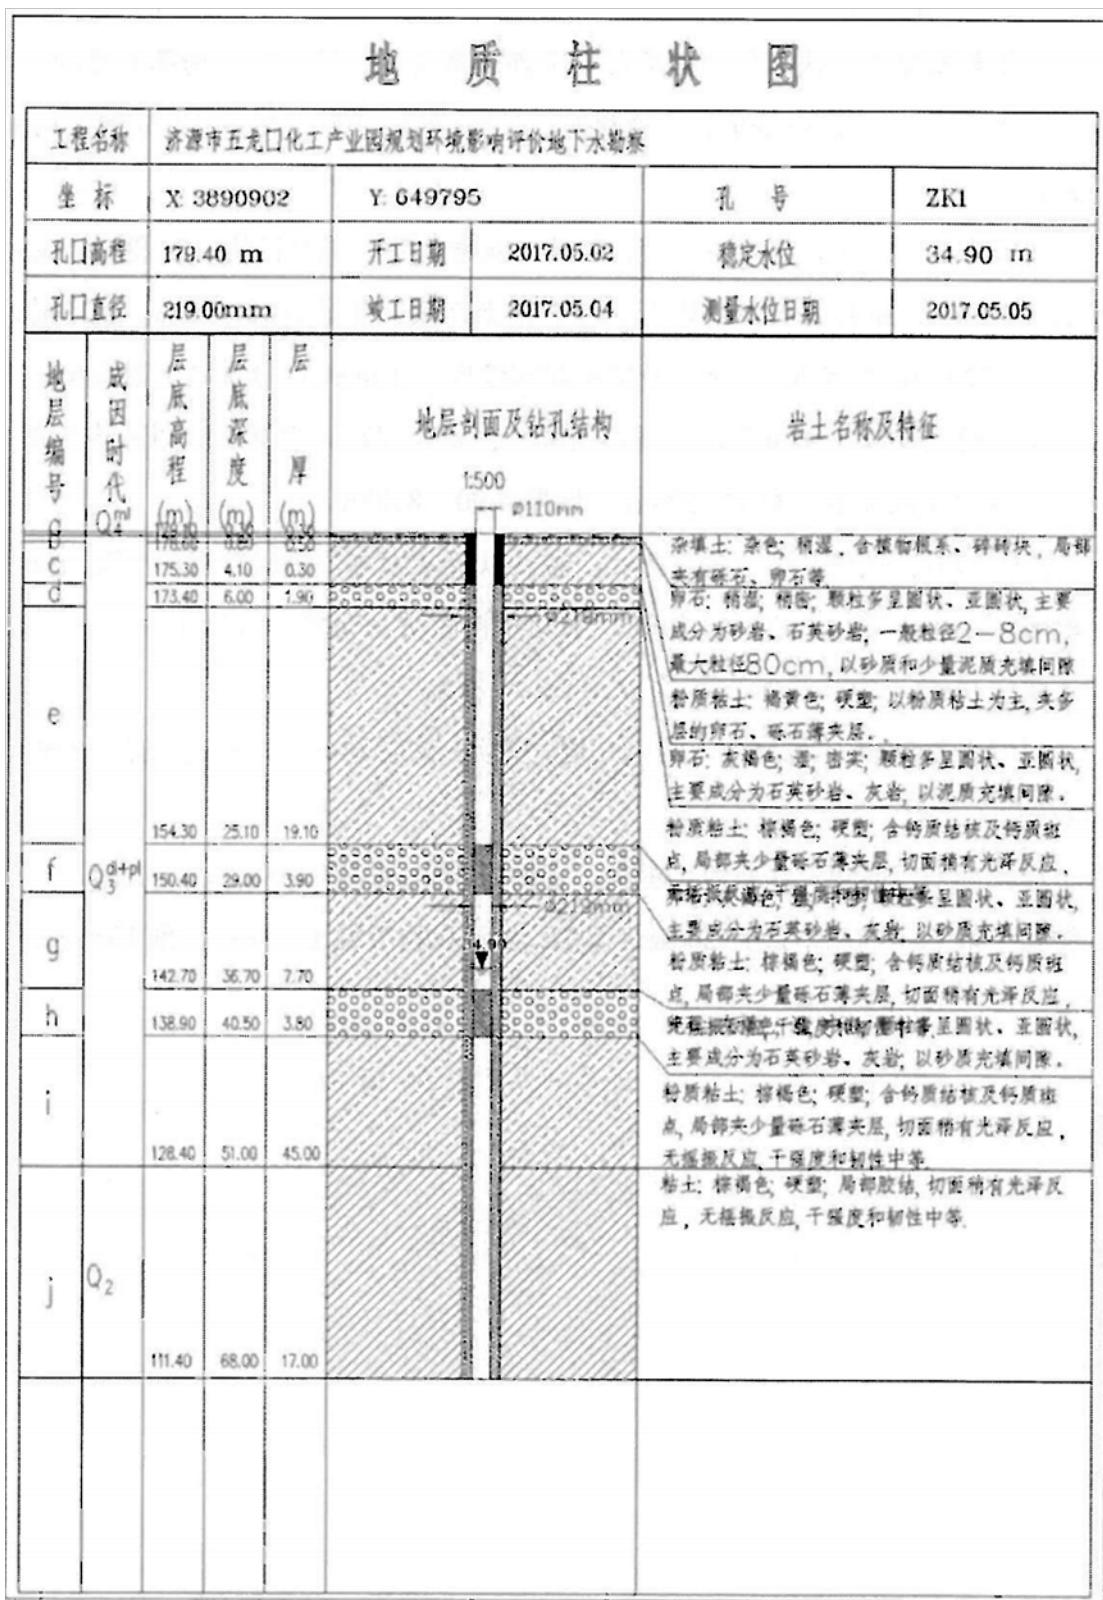 地质柱状图
工程名称 济源市五龙口化工产业园规划环境影响评价地下水勘察
坐标 X: 3890902 Y: 649795 孔号 ZK1
孔口高程 179.40 m 开工日期 2017.05.02 稳定水位 34.90 m
孔口直径 219.00mm 竣工日期 2017.05.04 测量水位日期 2017.05.05
地层编号 成因时代 层底高程(m) 层底深度(m) 层厚(m) 地层剖面及钻孔结构 岩土名称及特征
1:500
ø110mm
Q4ml
杂填土: 杂色; 稍湿, 含植物根系、碎砖块, 局部
夹有砾石、卵石等.
c 175.30 4.10 0.30
d 173.40 6.00 1.90
卵石: 稍湿; 稍密; 颗粒多呈圆状、亚圆状, 主要
成分为砂岩、石英砂岩; 一般粒径2-8cm,
最大粒径80cm, 以砂质和少量泥质充填间隙
粉质粘土: 褐黄色; 硬塑; 以粉质粘土为主, 夹多
层的卵石、砾石薄夹层.
卵石: 灰褐色; 湿; 密实; 颗粒多呈圆状、亚圆状,
主要成分为石英砂岩、灰岩, 以泥质充填间隙.
e 154.30 25.10 19.10
粉质粘土: 棕褐色; 硬塑; 含钙质结核及钙质斑
点, 局部夹少量砾石薄夹层, 切面稍有光泽反应,
f Q3dl+pl 150.40 29.00 3.90
呈圆状、亚圆状,
主要成分为石英砂岩、灰岩; 以砂质充填间隙.
ø219mm
g 142.70 36.70 7.70
粉质粘土: 棕褐色; 硬塑; 含钙质结核及钙质斑
点, 局部夹少量砾石薄夹层, 切面稍有光泽反应,
h 138.90 40.50 3.80
呈圆状、亚圆状,
主要成分为石英砂岩、灰岩; 以砂质充填间隙.
i 128.40 51.00 45.00
粉质粘土: 棕褐色; 硬塑; 含钙质结核及钙质斑
点, 局部夹少量砾石薄夹层, 切面稍有光泽反应,
无摇振反应, 干强度和韧性中等.
粘土: 棕褐色; 硬塑; 局部胶结, 切面稍有光泽反
应, 无摇振反应, 干强度和韧性中等.
j Q2 111.40 68.00 17.00